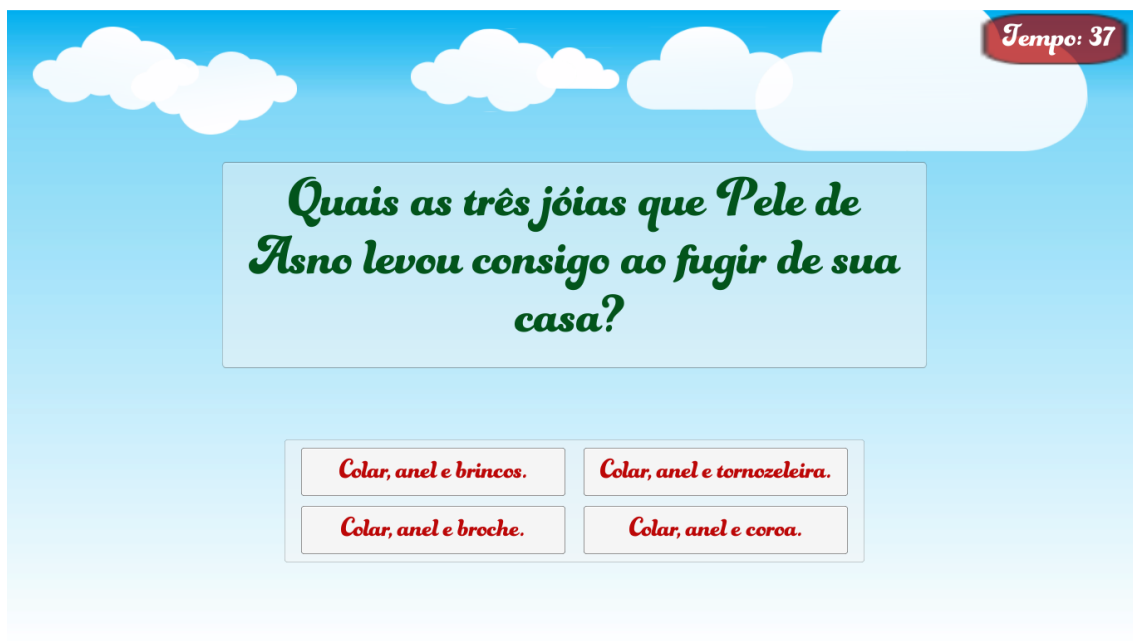 Tempo: 37
Quais as três jóias que Pele de
Asno levou consigo ao fugir de sua
casa?
Colar, anel e brincos.
Colar, anel e tornozeleira.
Colar, anel e broche.
Colar, anel e coroa.